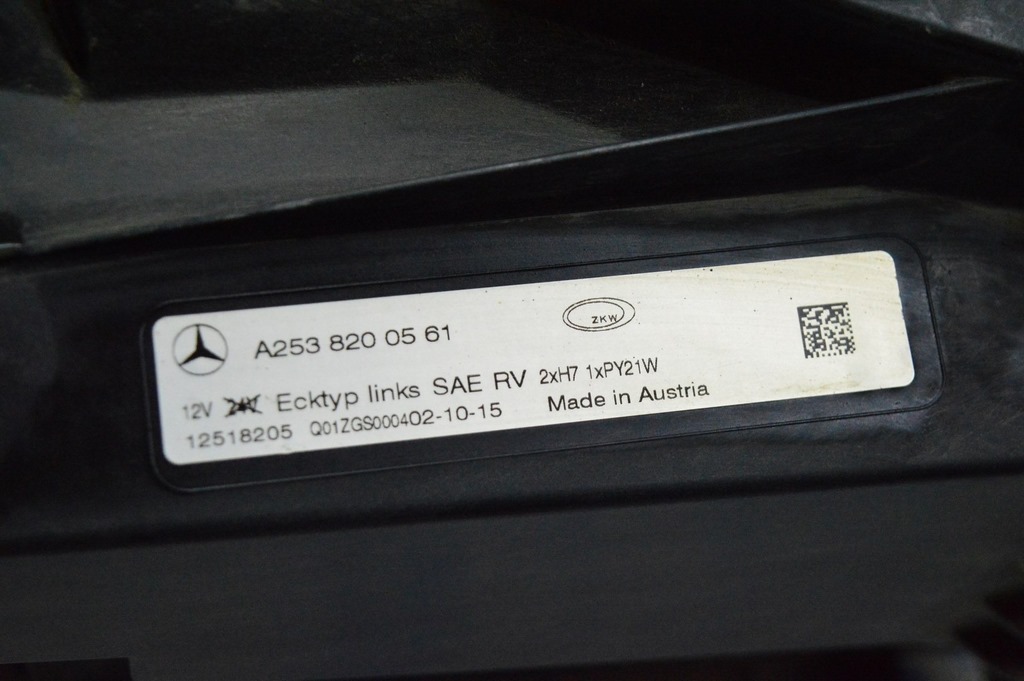 A253 820 05 61
ZKW
12V 24V Ecktyp links SAE RV 2xH7 1xPY21W
12518205 Q01ZGS000402-10-15 Made in Austria